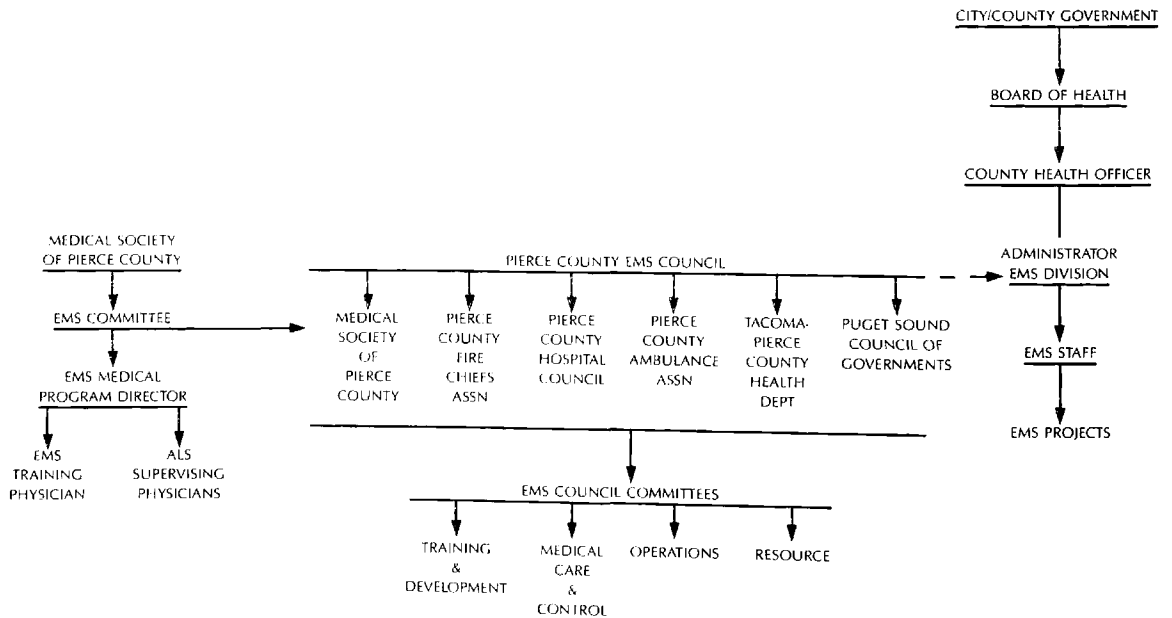 CITY/COUNTY GOVERNMENT
BOARD OF HEALTH
COUNTY HEALTH OFFICER
ADMINISTRATOR
EMS DIVISION
EMS STAFF
EMS PROJECTS
MEDICAL SOCIETY
OF PIERCE COUNTY
EMS COMMITTEE
EMS MEDICAL
PROGRAM DIRECTOR
EMS
TRAINING
PHYSICIAN
ALS
SUPERVISING
PHYSICIANS
PIERCE COUNTY EMS COUNCIL
MEDICAL
SOCIETY
OF
PIERCE
COUNTY
PIERCE
COUNTY
FIRE
CHIEFS
ASSN
PIERCE
COUNTY
HOSPITAL
COUNCIL
PIERCE
COUNTY
AMBULANCE
ASSN
TACOMA-
PIERCE
COUNTY
HEALTH
DEPT
PUGET SOUND
COUNCIL OF
GOVERNMENTS
EMS COUNCIL COMMITTEES
TRAINING
&
DEVELOPMENT
MEDICAL
CARE
&
CONTROL
OPERATIONS
RESOURCE